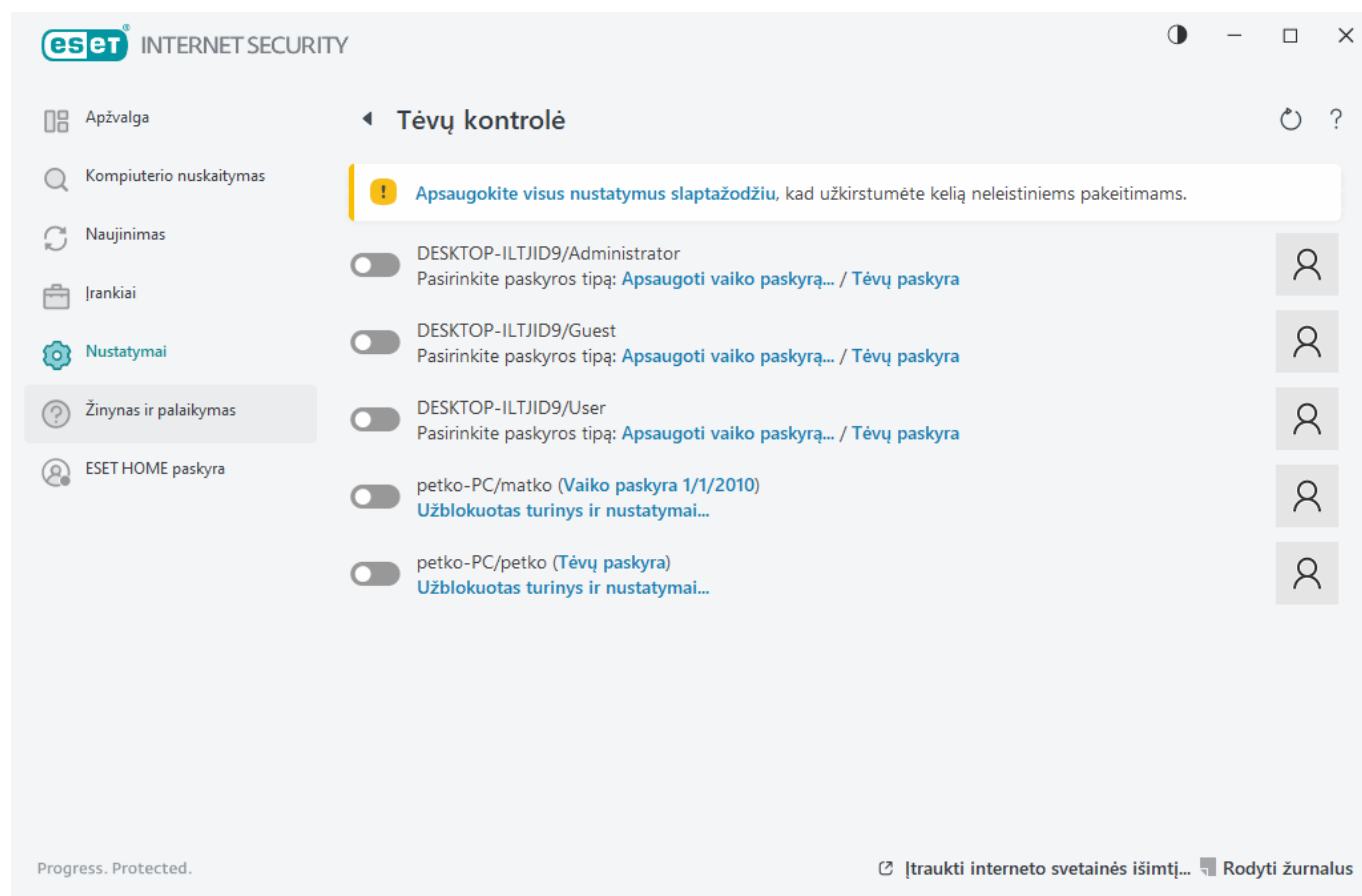 eset® INTERNET SECURITY
Apžvalga
Kompiuterio nuskaitymas
Naujinimas
Įrankiai
Nustatymai
Žinynas ir palaikymas
ESET HOME paskyra
Tėvų kontrolė
?
Apsaugokite visus nustatymus slaptažodžiu, kad užkirstumėte kelią neleistiniems pakeitimams.
DESKTOP-ILTJID9/Administrator
Pasirinkite paskyros tipą: Apsaugoti vaiko paskyrą... / Tėvų paskyra
DESKTOP-ILTJID9/Guest
Pasirinkite paskyros tipą: Apsaugoti vaiko paskyrą... / Tėvų paskyra
DESKTOP-ILTJID9/User
Pasirinkite paskyros tipą: Apsaugoti vaiko paskyrą... / Tėvų paskyra
petko-PC/matko (Vaiko paskyra 1/1/2010)
Užblokuotas turinys ir nustatymai...
petko-PC/petko (Tėvų paskyra)
Užblokuotas turinys ir nustatymai...
Progress. Protected.
Įtraukti interneto svetainės išimtį... Rodyti žurnalus